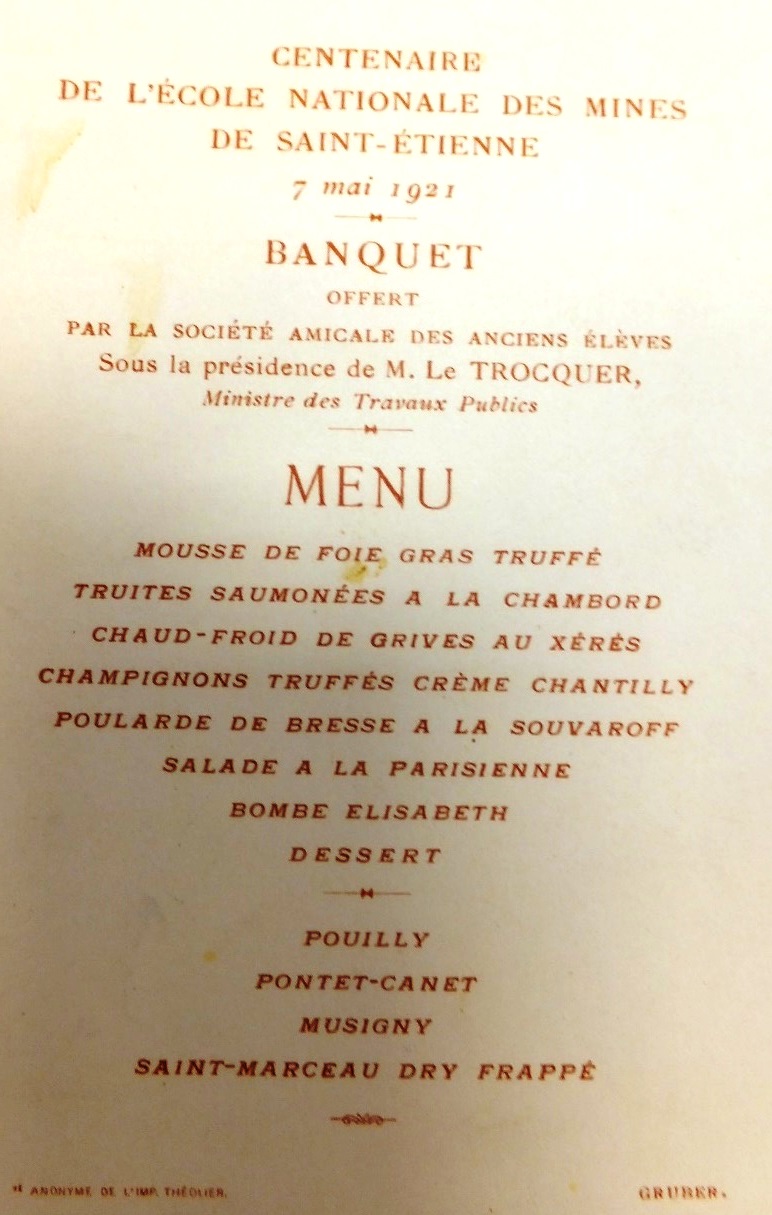 CENTENAIRE
DE L'ÉCOLE NATIONALE DES MINES
DE SAINT-ÉTIENNE
7 mai 1921
BANQUET
OFFERT
PAR LA SOCIÉTÉ AMICALE DES ANCIENS ÉLÈVES
Sous la présidence de M. Le TROCQUER,
Ministre des Travaux Publics
MENU
MOUSSE DE FOIE GRAS TRUFFÉ
TRUITES SAUMONÉES A LA CHAMBORD
CHAUD-FROID DE GRIVES AU XÉRÉS
CHAMPIGNONS TRUFFÉS CRÈME CHANTILLY
POULARDE DE BRESSE A LA SOUVAROFF
SALADE A LA PARISIENNE
BOMBE ELISABETH
DESSERT
POUILLY
PONTET-CANET
MUSIGNY
SAINT-MARCEAU DRY FRAPPÉ
ANONYME DE L'IMP. THÉOLIER.
GRUBER.